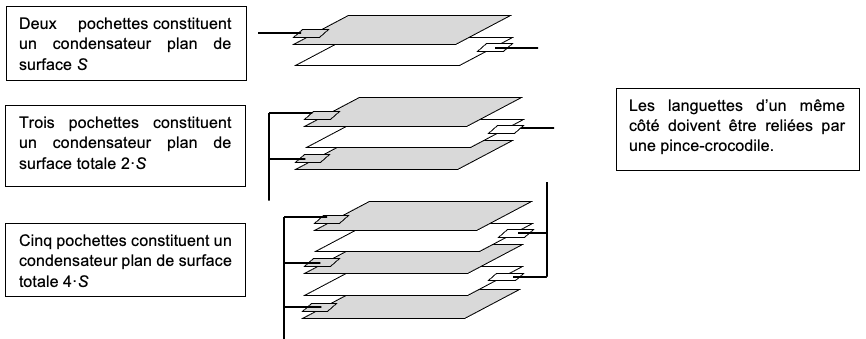 Deux pochettes constituent
un condensateur plan de
surface S
Trois pochettes constituent
un condensateur plan de
surface totale 2·S
Les languettes d'un même
côté doivent être reliées par
une pince-crocodile.
Cinq pochettes constituent un
condensateur plan de surface
totale 4·S